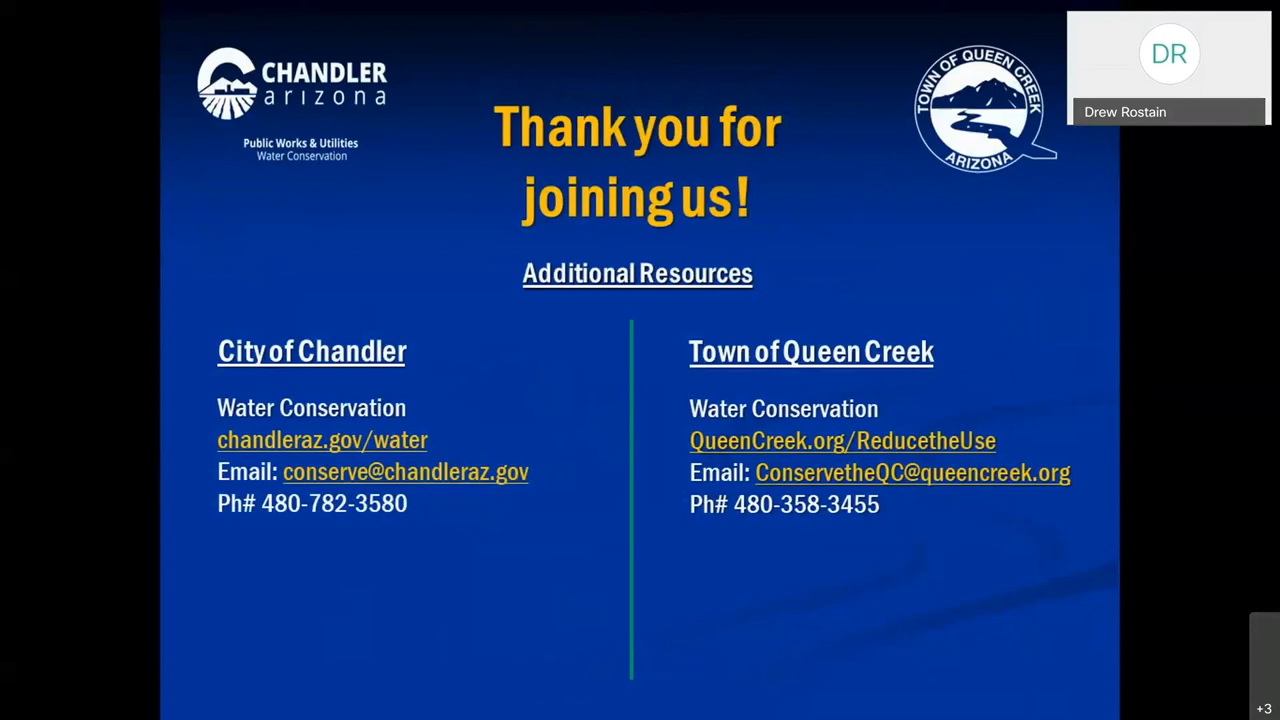 CHANDLER
arizona
Public Works & Utilities
Water Conservation
Thank you for
joining us!
TOWN OF QUEEN CREEK
ARIZONA
DR
Drew Rostain
Additional Resources
City of Chandler
Water Conservation
chandleraz.gov/water
Email: conserve@chandleraz.gov
Ph# 480-782-3580
Town of Queen Creek
Water Conservation
QueenCreek.org/ReducetheUse
Email: ConservetheQC@queencreek.org
Ph# 480-358-3455
+3